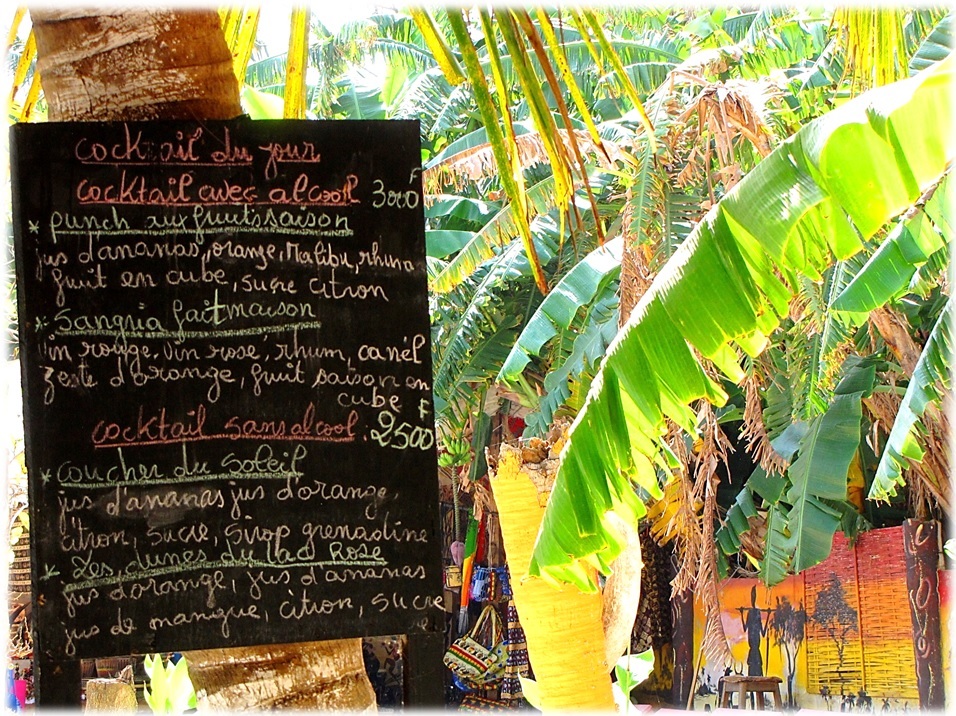 cocktail du jour
cocktail avec alcool 3000 F
* punch aux fruits saison
jus d'ananas, orange, Malibu, rhum
fruit en cube, sucre citron
* Sangria fait maison
Vin rouge, Vin rosé, rhum, canél
Zeste d'orange, fruit saison en
cube
cocktail sans alcool 2500 F
* coucher du soleil
jus d'ananas jus d'orange,
citron, sucre, sirop grenadine
* Les dunes du Lac Rose
jus d'orange, jus d'ananas
jus de mangue, citron, sucre